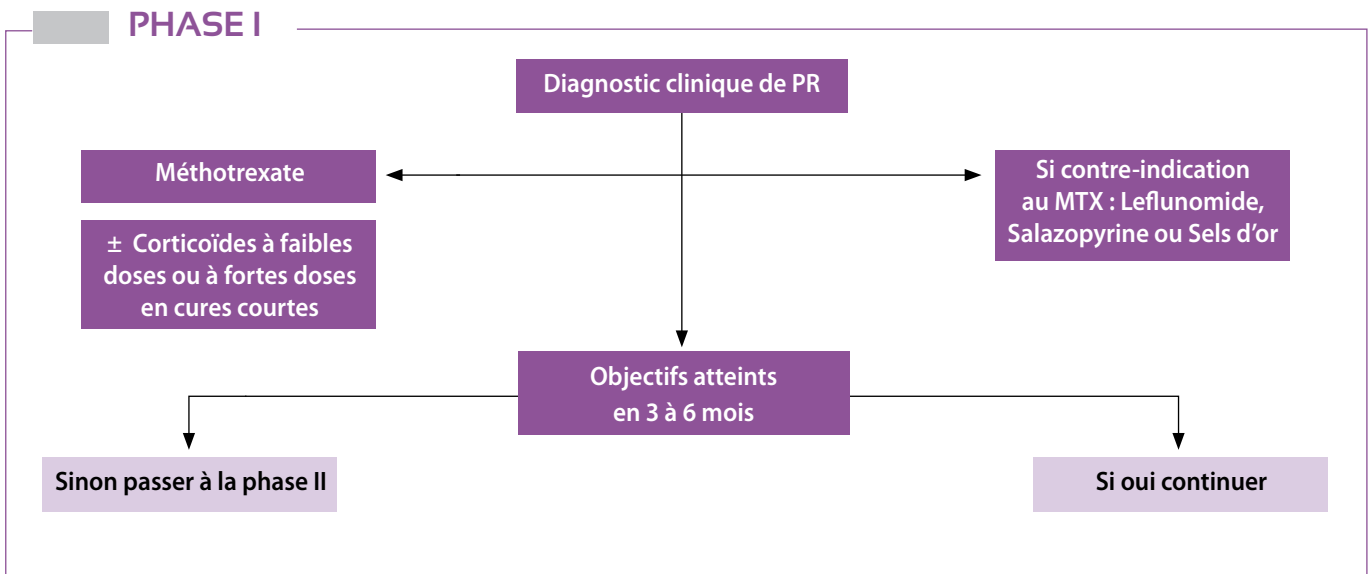 PHASE I
Diagnostic clinique de PR
Méthotrexate
± Corticoïdes à faibles
doses ou à fortes doses
en cures courtes
Si contre-indication
au MTX : Leflunomide,
Salazopyrine ou Sels d’or
Objectifs atteints
en 3 à 6 mois
Sinon passer à la phase II
Si oui continuer